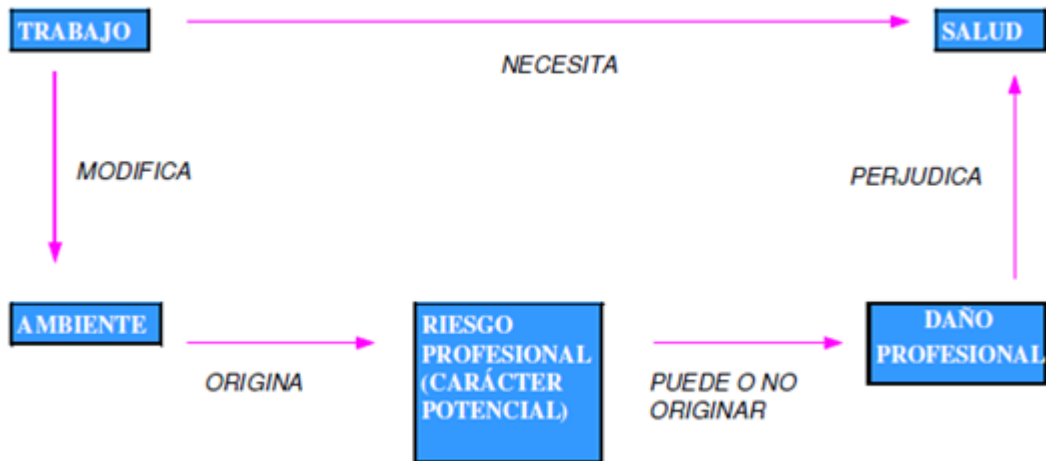 TRABAJO
SALUD
NECESITA
MODIFICA
PERJUDICA
AMBIENTE
ORIGINA
RIESGO
PROFESIONAL
(CARÁCTER
POTENCIAL)
PUEDE O NO
ORIGINAR
DAÑO
PROFESIONAL